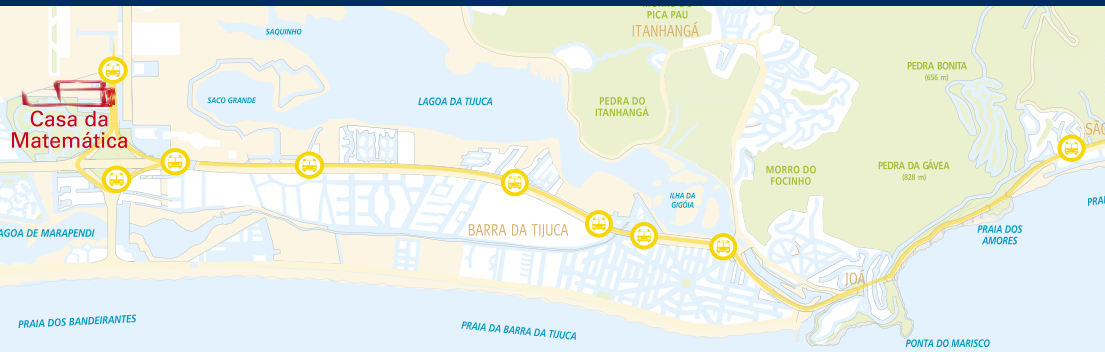 PICA PAU
ITANHANGÁ
SAQUINHO
PEDRA BONITA
(656 m)
SACO GRANDE
LAGOA DA TIJUCA
PEDRA DO
ITANHANGÁ
Casa da
Matemática
MORRO DO
FOCINHO
PEDRA DA GÁVEA
(828 m)
ILHA DA
GIGÓIA
AGOA DE MARAPENDI
BARRA DA TIJUCA
PRAIA DOS
AMORES
JOÁ
PRAIA DOS BANDEIRANTES
PRAIA DA BARRA DA TIJUCA
PONTA DO MARISCO